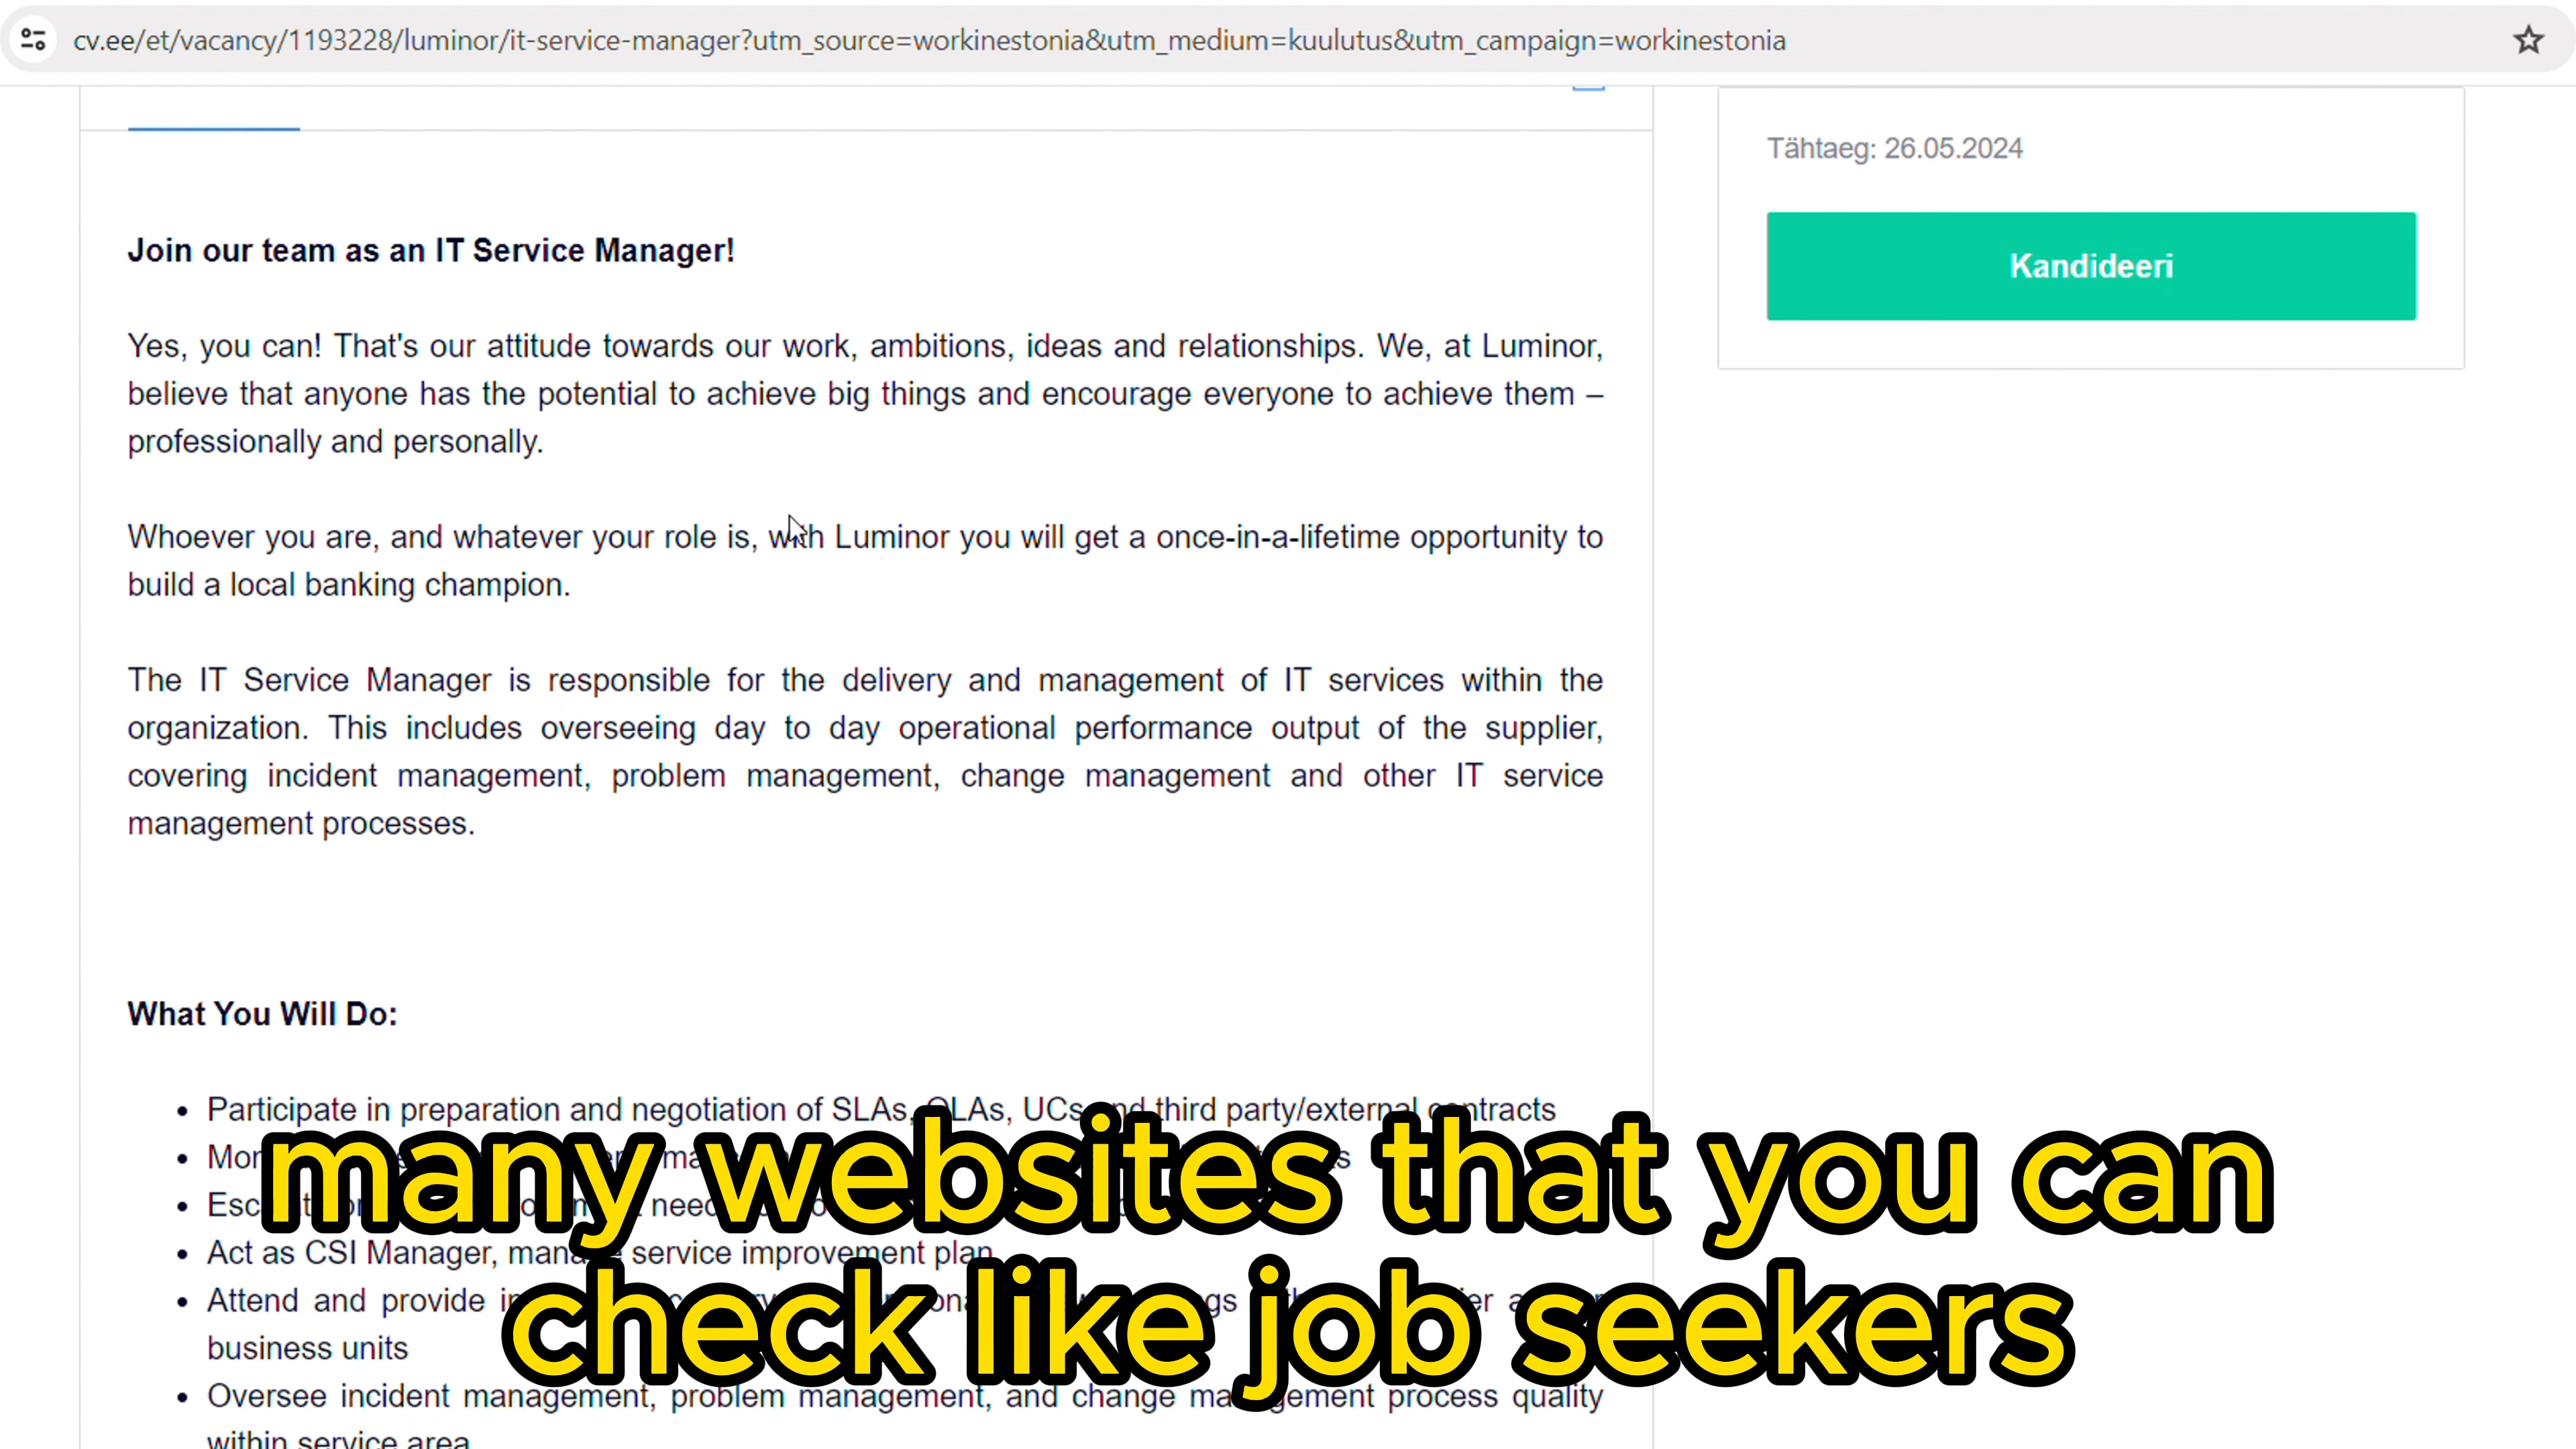 cv.ee/et/vacancy/1193228/luminor/it-service-manager?utm_source=workinestonia&utm_medium=kuulutus&utm_campaign=workinestonia
Tähtaeg: 26.05.2024
Kandideeri
Join our team as an IT Service Manager!
Yes, you can! That's our attitude towards our work, ambitions, ideas and relationships. We, at Luminor,
believe that anyone has the potential to achieve big things and encourage everyone to achieve them –
professionally and personally.
Whoever you are, and whatever your role is, with Luminor you will get a once-in-a-lifetime opportunity to
build a local banking champion.
The IT Service Manager is responsible for the delivery and management of IT services within the
organization. This includes overseeing day to day operational performance output of the supplier,
covering incident management, problem management, change management and other IT service
management processes.
What You Will Do:
• Participate in preparation and negotiation of SLAs, OLAs, UCs and third party/external contracts
•
•
• Act as CSI Manager, manage service improvement plan
• Attend and provide
business units
• Oversee incident management, problem management, and change management process quality
within service area
many websites that you can
check like job seekers